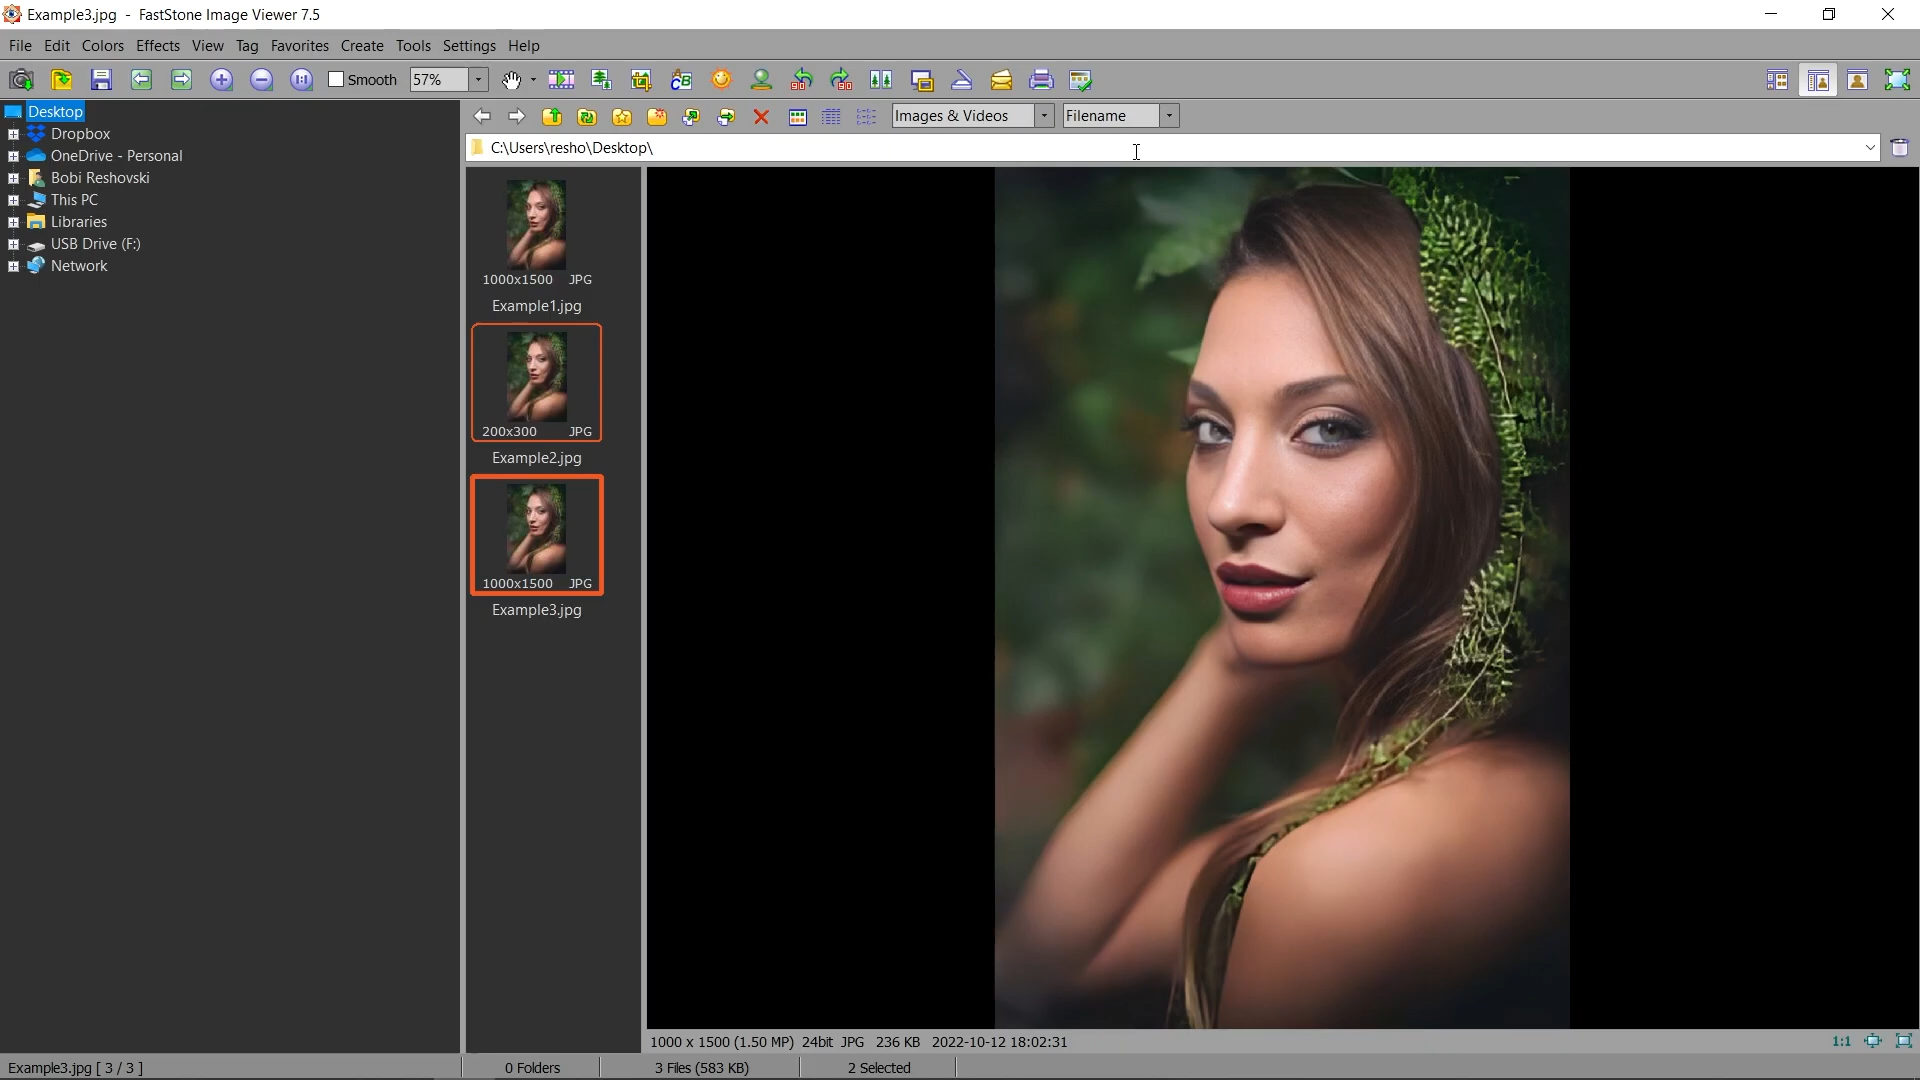 Example3.jpg - FastStone Image Viewer 7.5
File Edit Colors Effects View Tag Favorites Create Tools Settings Help
Smooth 57%
Images & Videos Filename
C:\Users\resho\Desktop\
Desktop
Dropbox
OneDrive - Personal
Bobi Reshovski
This PC
Libraries
USB Drive (F:)
Network
1000x1500 JPG
Example1.jpg
200x300 JPG
Example2.jpg
1000x1500 JPG
Example3.jpg
1000 x 1500 (1.50 MP) 24bit JPG 236 KB 2022-10-12 18:02:31
1:1
Example3.jpg [ 3 / 3 ]
0 Folders
3 Files (583 KB)
2 Selected